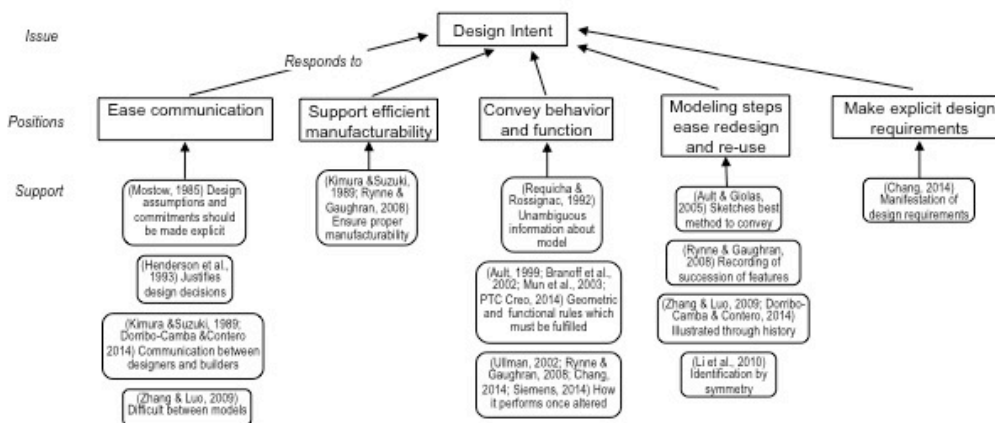 Issue
Design Intent
Responds to
Positions
Ease communication
Support efficient
manufacturability
Convey behavior
and function
Modeling steps
ease redesign
and re-use
Make explicit design
requirements
Support
(Mostow, 1985) Design
assumptions and
commitments should
be made explicit
(Henderson et al.,
1993) Justifies
design decisions
(Kimura &Suzuki, 1989;
Dorribo-Camba &Contero
2014) Communication between
designers and builders
(Zhang & Luo, 2009)
Difficult between models
(Kimura &Suzuki,
1989; Rynne &
Gaughran, 2008)
Ensure proper
manufacturability
(Requicha &
Rossignac, 1992)
Unambiguous
information about
model
(Ault, 1999; Branoff et al.,
2002; Mun et al., 2003;
PTC Creo, 2014) Geometric
and functional rules which
must be fulfilled
(Ullman, 2002; Rynne &
Gaughran, 2008; Chang,
2014; Siemens, 2014) How
it performs once altered
(Ault & Giolas,
2005) Sketches best
method to convey
(Rynne & Gaughran,
2008) Recording of
succession of features
(Zhang & Luo, 2009; Dorribo-
Camba & Contero, 2014)
Illustrated through history
(Li et al., 2010)
Identification by
symmetry
(Chang, 2014)
Manifestation of
design requirements